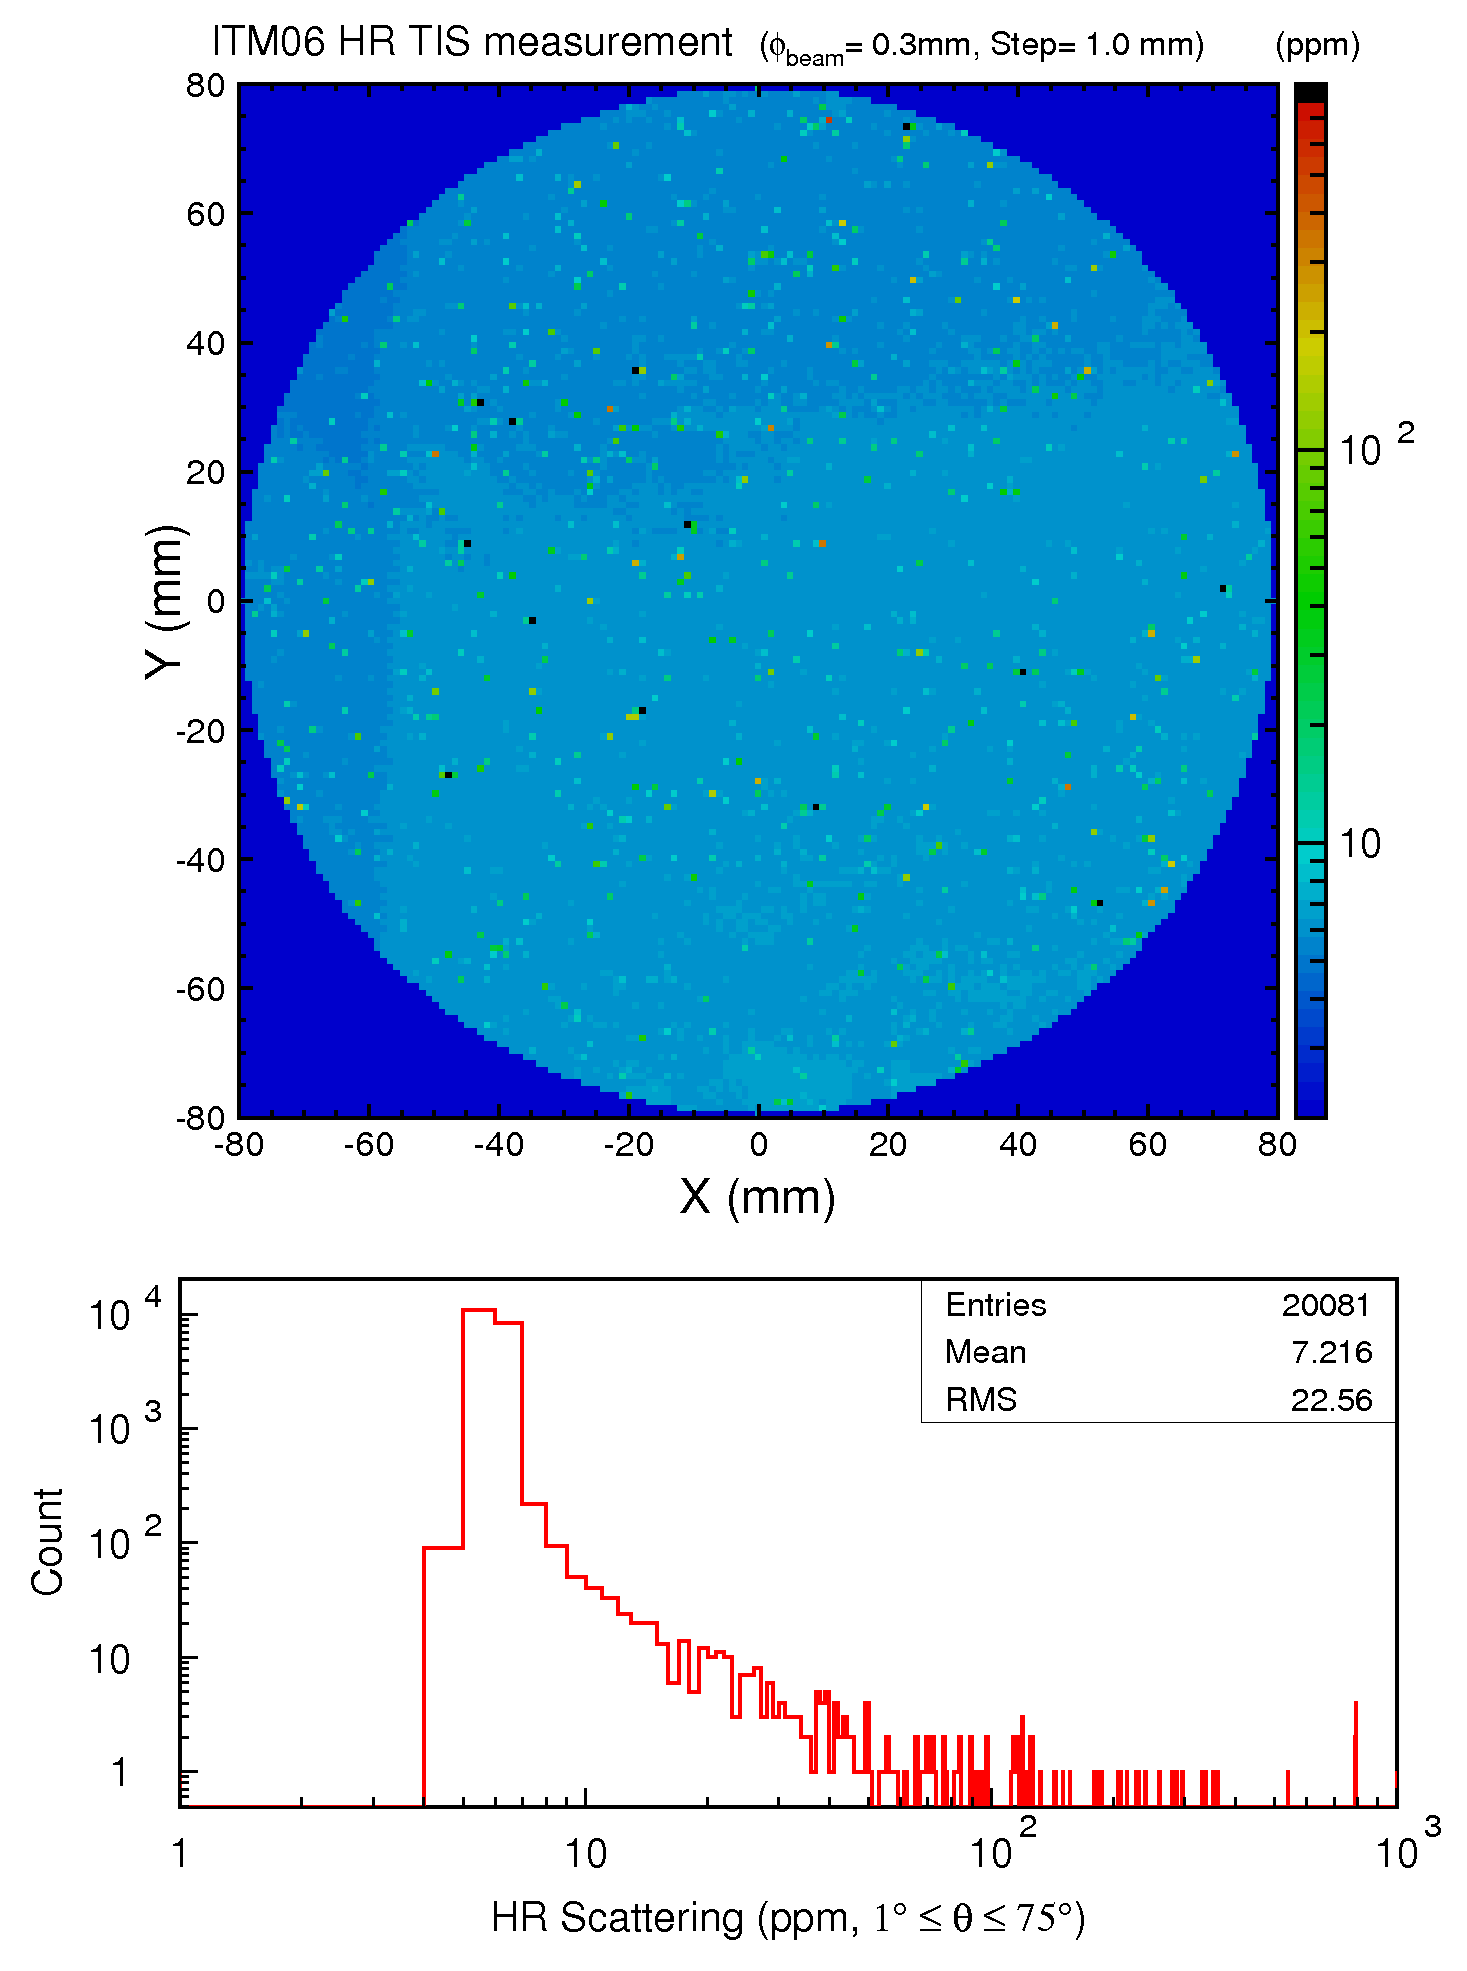 ITM06 HR TIS measurement (ϕbeam= 0.3mm, Step= 1.0 mm) (ppm)
80
60
40
20
0
-20
-40
-60
-80
Y (mm)
-80 -60 -40 -20 0 20 40 60 80
X (mm)
10 2
10
10 4
10 3
10 2
10
1
Count
Entries 20081
Mean 7.216
RMS 22.56
1 10 10 2 10 3
HR Scattering (ppm, 1° ≤ θ ≤ 75°)